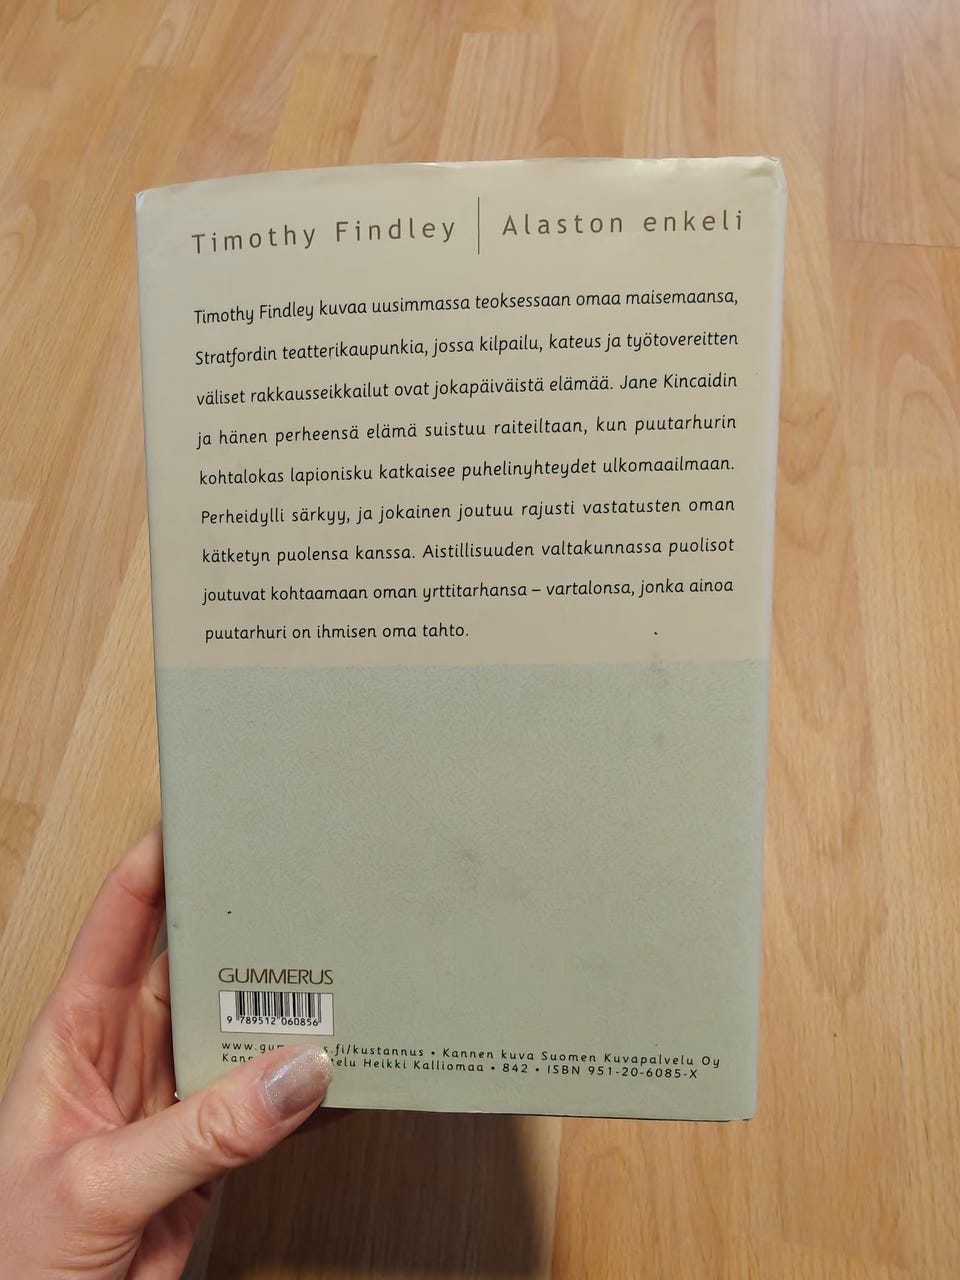 Timothy Findley | Alaston enkeli
Timothy Findley kuvaa uusimmassa teoksessaan omaa maisemaansa,
Stratfordin teatterikaupunkia, jossa kilpailu, kateus ja työtovereitten
väliset rakkausseikkailut ovat jokapäiväistä elämää. Jane Kincaidin
ja hänen perheensä elämä suistuu raiteiltaan, kun puutarhurin
kohtalokas lapionisku katkaisee puhelinyhteydet ulkomaailmaan.
Perheidylli särkyy, ja jokainen joutuu rajusti vastatusten oman
kätketyn puolensa kanssa. Aistillisuuden valtakunnassa puolisot
joutuvat kohtaamaan oman yrttitarhansa – vartalonsa, jonka ainoa
puutarhuri on ihmisen oma tahto.
GUMMERUS
9 789512 060856
• Kannen kuva Suomen Kuvapalvelu Oy
Heikki Kalliomaa • 842 • ISBN 951-20-6085-X